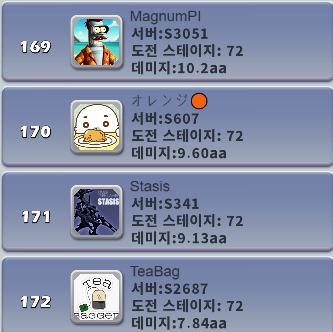 169
MagnumPI
서버:S3051
도전 스테이지: 72
데미지:10.2aa
170
オレンジ
서버:S607
도전 스테이지: 72
데미지:9.60aa
171
STASIS
Stasis
서버:S341
도전 스테이지: 72
데미지:9.13aa
172
Tea
BAGGER
TeaBag
서버:S2687
도전 스테이지: 72
데미지:7.84aa